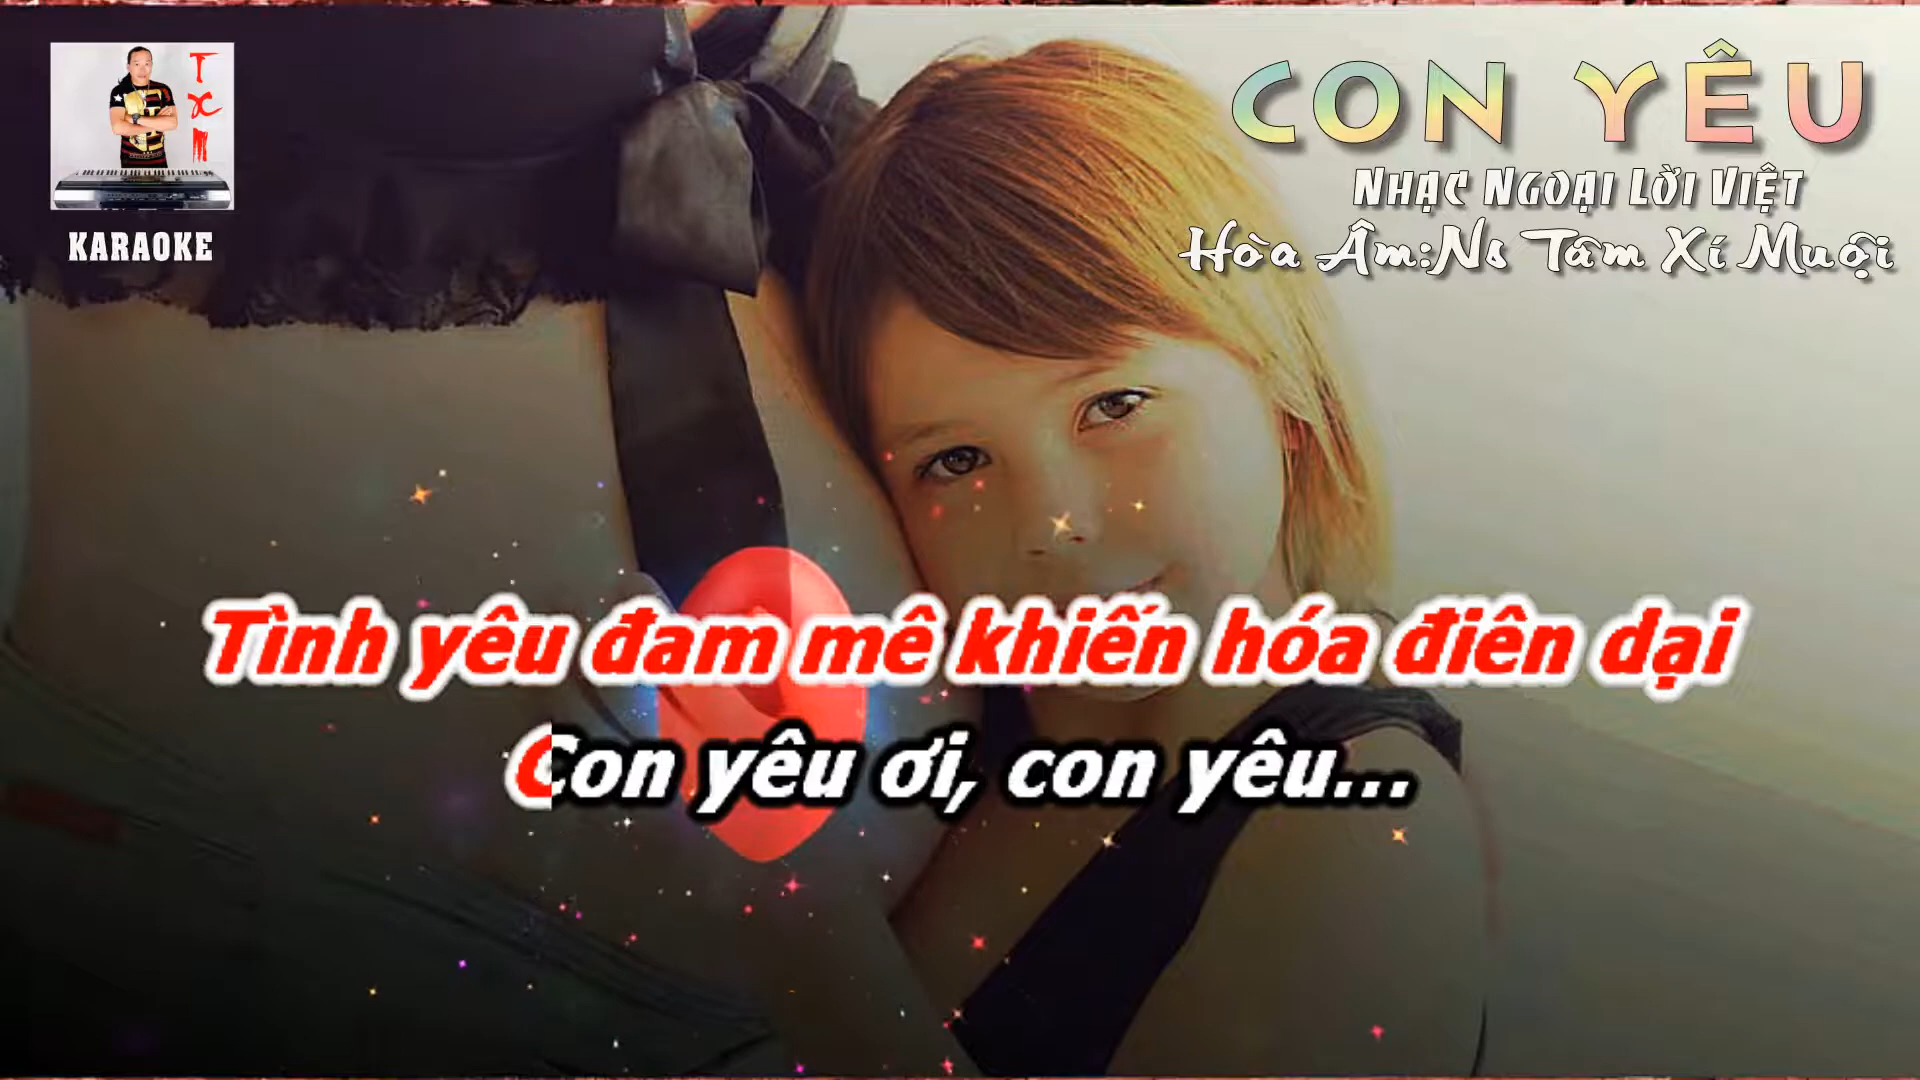 TXM
KARAOKE
CON YÊU
NHẠC NGOẠI LỜI VIỆT
Hòa Âm:Ns Tâm Xí Muội
Tình yêu đam mê khiến hóa điên dại
Con yêu ơi, con yêu...